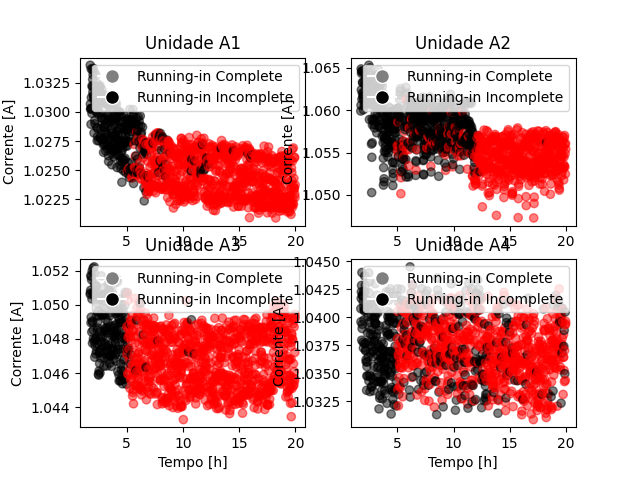 Unidade A1
Corrente [A]
1.0325
1.0300
1.0275
1.0250
1.0225
Running-in Complete
Running-in Incomplete
5
10
15
20
Unidade A2
Corrente [A]
1.065
1.060
1.055
1.050
Running-in Complete
Running-in Incomplete
5
10
15
20
Unidade A3
Corrente [A]
1.052
1.050
1.048
1.046
1.044
Running-in Complete
Running-in Incomplete
5
10
15
20
Tempo [h]
Unidade A4
Corrente [A]
1.0450
1.0425
1.0400
1.0375
1.0350
1.0325
Running-in Complete
Running-in Incomplete
5
10
15
20
Tempo [h]